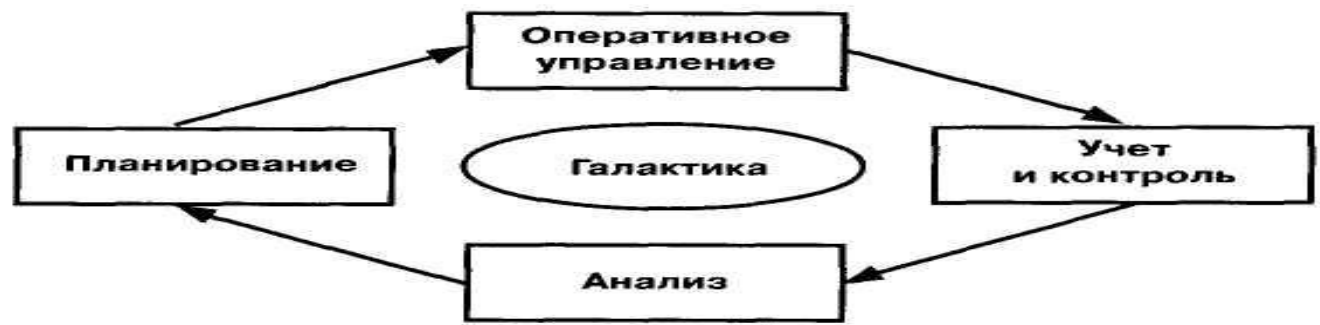 Оперативное
управление
Планирование
Галактика
Учет
и контроль
Анализ